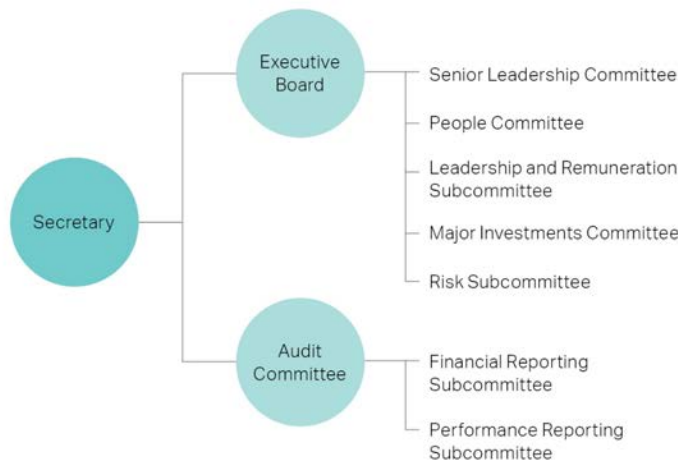 Executive
Board
Senior Leadership Committee
People Committee
Leadership and Remuneration
Subcommittee
Secretary
Major Investments Committee
Risk Subcommittee
Audit
Committee
Financial Reporting
Subcommittee
Performance Reporting
Subcommittee